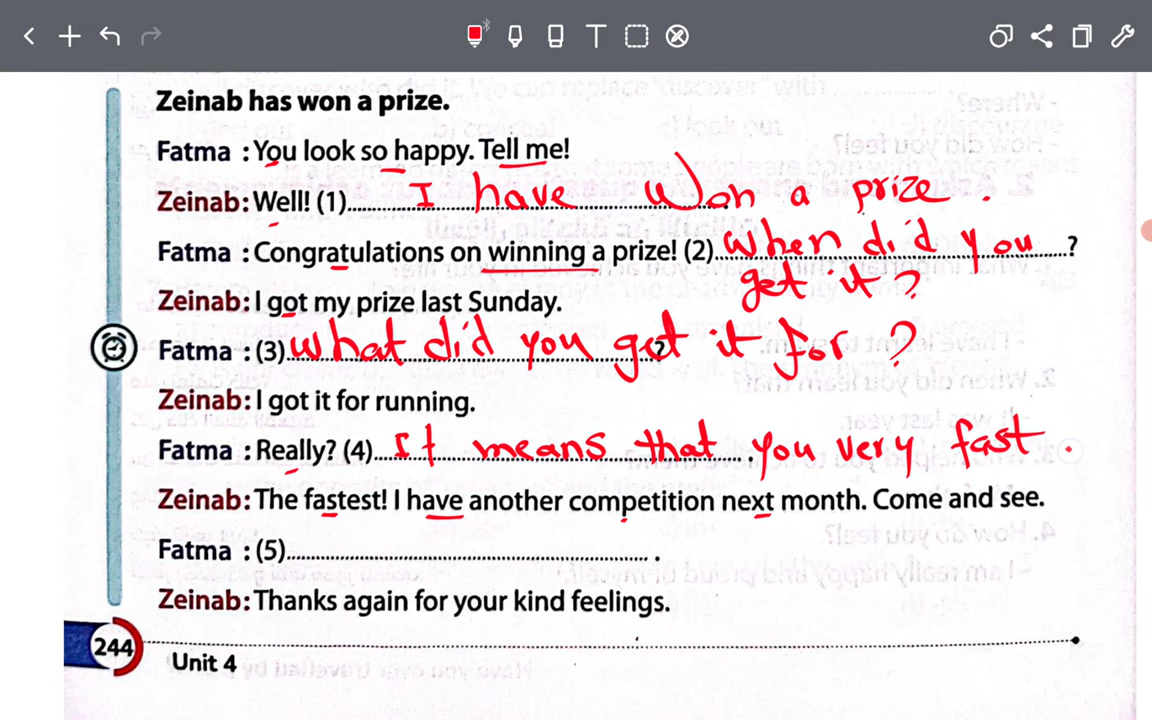 Zeinab has won a prize.
Fatma : You look so happy. Tell me!
Zeinab: Well! (1)........ I have won a prize.
Fatma : Congratulations on winning a prize! (2)........ When did you ........?
get it?
Zeinab: I got my prize last Sunday.
Fatma : (3)........ What did you get it for?
Zeinab: I got it for running.
Fatma : Really? (4)........ It means that you very fast.
Zeinab: The fastest! I have another competition next month. Come and see.
Fatma : (5)........
Zeinab: Thanks again for your kind feelings.
244
Unit 4